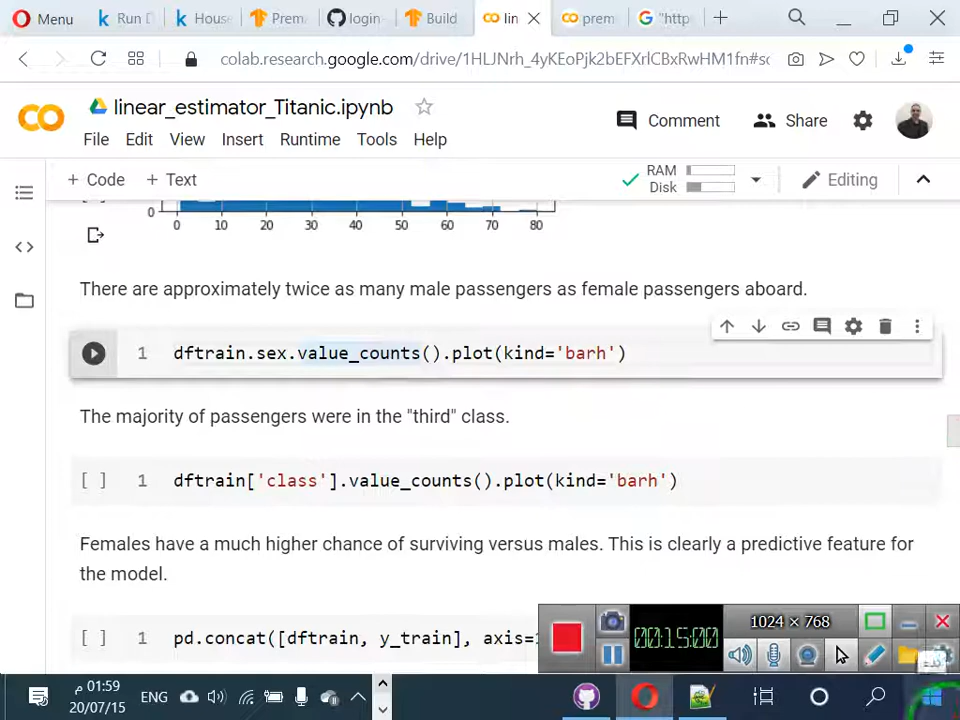 Menu
Run D
House
Prem
login
Build
lin
prem
"http
colab.research.google.com/drive/1HLJNrh_4yKEoPjk2bEFXrlCBxRwHM1fn#sc
linear_estimator_Titanic.ipynb
File Edit View Insert Runtime Tools Help
Comment
Share
+ Code + Text
RAM
Disk
Editing
0
0 10 20 30 40 50 60 70 80
There are approximately twice as many male passengers as female passengers aboard.
1 dftrain.sex.value_counts().plot(kind='barh')
The majority of passengers were in the "third" class.
[ ] 1 dftrain['class'].value_counts().plot(kind='barh')
Females have a much higher chance of surviving versus males. This is clearly a predictive feature for
the model.
[ ] 1 pd.concat([dftrain, y_train], axis=
00:15:00
1024 × 768
01:59 م
20/07/15
ENG